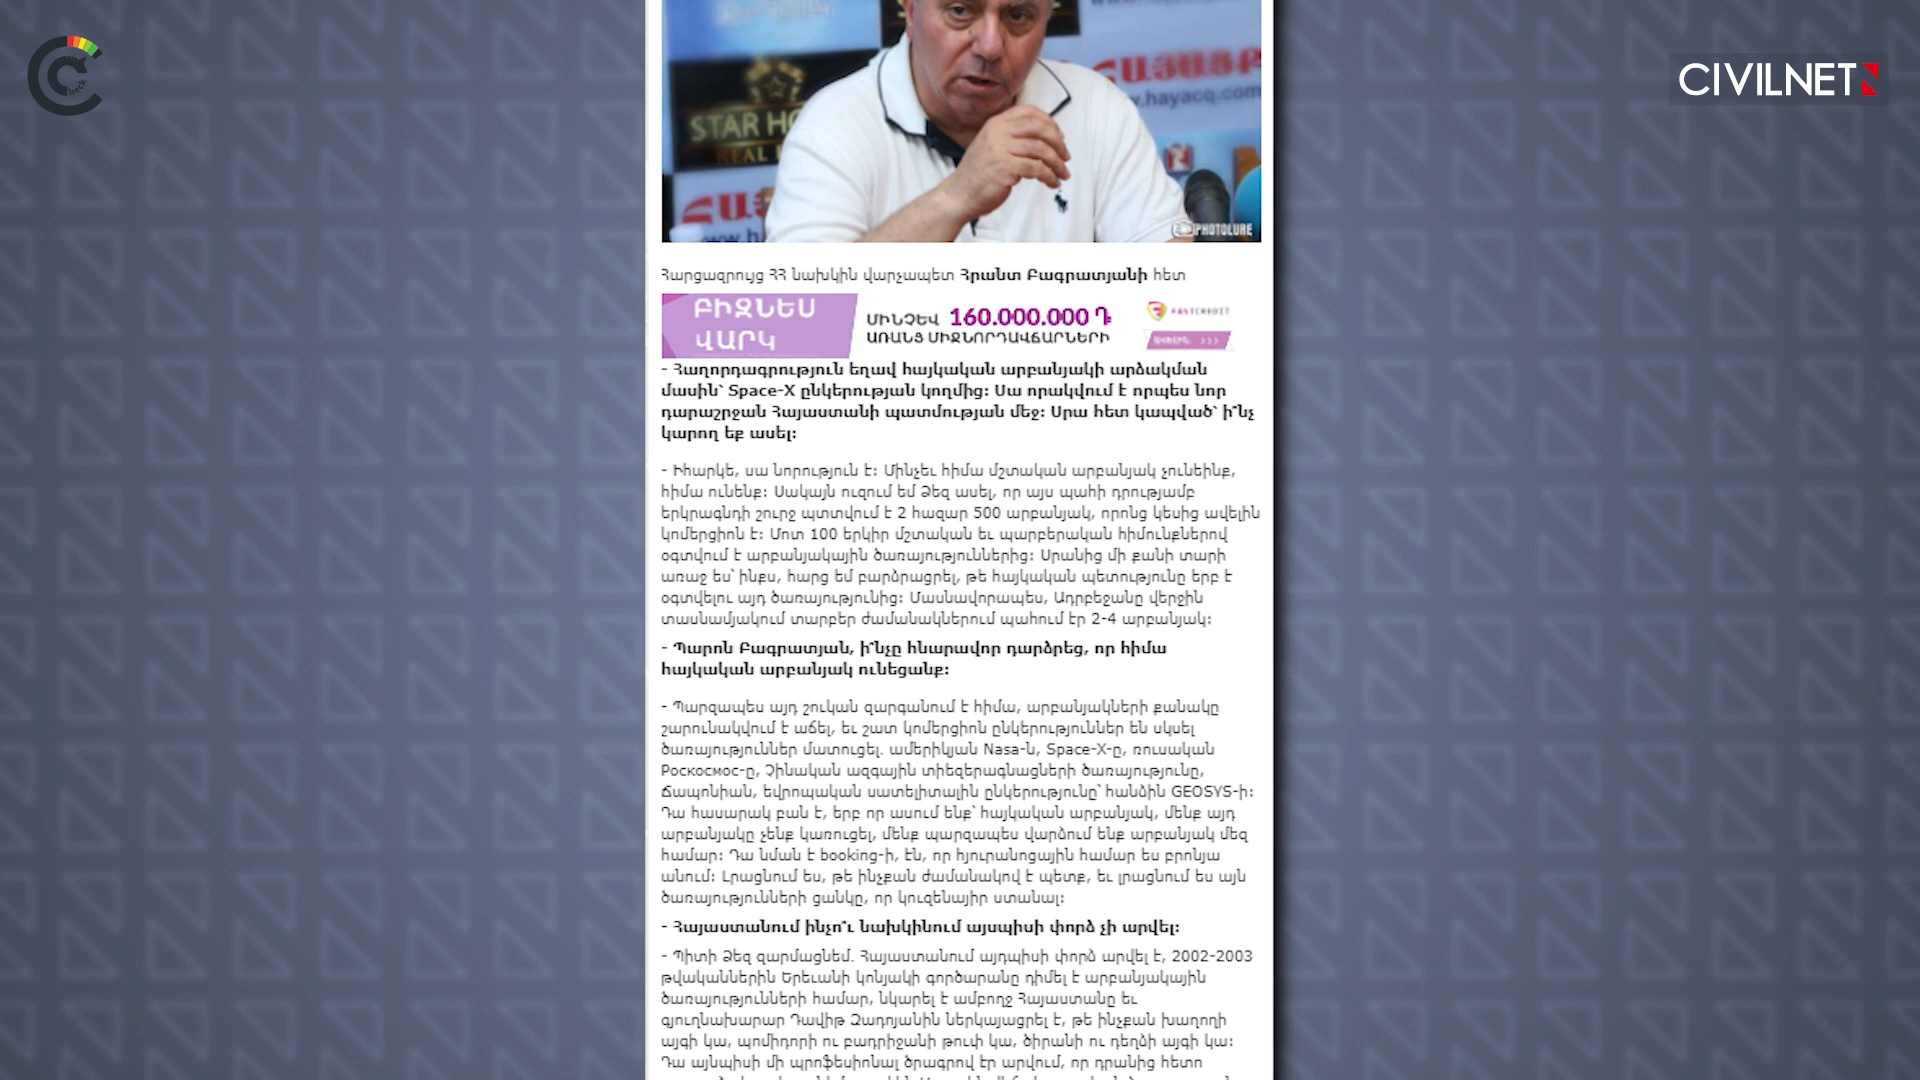 CIVILNET
check
STAR HO
REAL
ՀԱՅԱՑՔ
www.hayacq.com
PHOTOLURE
Հարցազրույց ՀՀ նախկին վարչապետ Հրանտ Բագրատյանի հետ
ԲԻԶՆԵՍ
ՎԱՐԿ
ՄԻՆՉԵՎ 160.000.000 Դ
ԱՌԱՆՑ ՄԻՋՆՈՐԴԱՎՃԱՐՆԵՐԻ
FASTCREDIT
- Հաղորդագրություն եղավ հայկական արբանյակի արձակման
մասին՝ Space-X ընկերության կողմից։ Սա որակվում է որպես նոր
դարաշրջան Հայաստանի պատմության մեջ։ Սրա հետ կապված՝ ի՞նչ
կարող եք ասել։
- Իհարկե, սա նորություն է։ Մինչեւ հիմա մշտական արբանյակ չունեինք,
հիմա ունենք։ Սակայն ուզում եմ Ձեզ ասել, որ այս պահի դրությամբ
երկրագնդի շուրջ պտտվում է 2 հազար 500 արբանյակ, որոնց կեսից ավելին
կոմերցիոն է։ Մոտ 100 երկիր մշտական եւ պարբերական հիմունքներով
օգտվում է արբանյակային ծառայություններից։ Սրանից մի քանի տարի
առաջ ես՝ ինքս, հարց եմ բարձրացրել, թե հայկական պետությունը երբ է
օգտվելու այդ ծառայությունից։ Մասնավորապես, Ադրբեջանը վերջին
տասնամյակում տարբեր ժամանակներում պահում էր 2-4 արբանյակ։
- Պարոն Բագրատյան, ի՞նչը հնարավոր դարձրեց, որ հիմա
հայկական արբանյակ ունեցանք։
- Պարզապես այդ շուկան զարգանում է հիմա, արբանյակների քանակը
շարունակվում է աճել, եւ շատ կոմերցիոն ընկերություններ են սկսել
ծառայություններ մատուցել. ամերիկյան Nasa-ն, Space-X-ը, ռուսական
Роскосмос-ը, Չինական ազգային տիեզերագնացների ծառայությունը,
Ճապոնիան, եվրոպական սատելիտալին ընկերությունը՝ հանձին GEOSYS-ի։
Դա հասարակ բան է, երբ որ ասում ենք՝ հայկական արբանյակ, մենք այդ
արբանյակը չենք կառուցել, մենք պարզապես վարձում ենք արբանյակ մեզ
համար։ Դա նման է booking-ի, էն, որ հյուրանոցային համար ես բրոնյա
անում։ Լրացնում ես, թե ինչքան ժամանակով է պետք, եւ լրացնում ես այն
ծառայությունների ցանկը, որ կուզենայիր ստանալ։
- Հայաստանում ինչո՞ւ նախկինում այսպիսի փորձ չի արվել։
- Պիտի Ձեզ զարմացնեմ. Հայաստանում այդպիսի փորձ արվել է, 2002-2003
թվականներին Երեւանի կոնյակի գործարանը դիմել է արբանյակային
ծառայությունների համար, նկարել է ամբողջ Հայաստանը եւ
գյուղնախարար Դավիթ Զադոյանին ներկայացրել է, թե ինչքան խաղողի
այգի կա, պոմիդորի ու բադրիջանի թուփ կա, ծիրանի ու դեղձի այգի կա։
Դա այնպիսի մի պրոֆեսիոնալ ծրագրով էր արվում, որ դրանից հետո